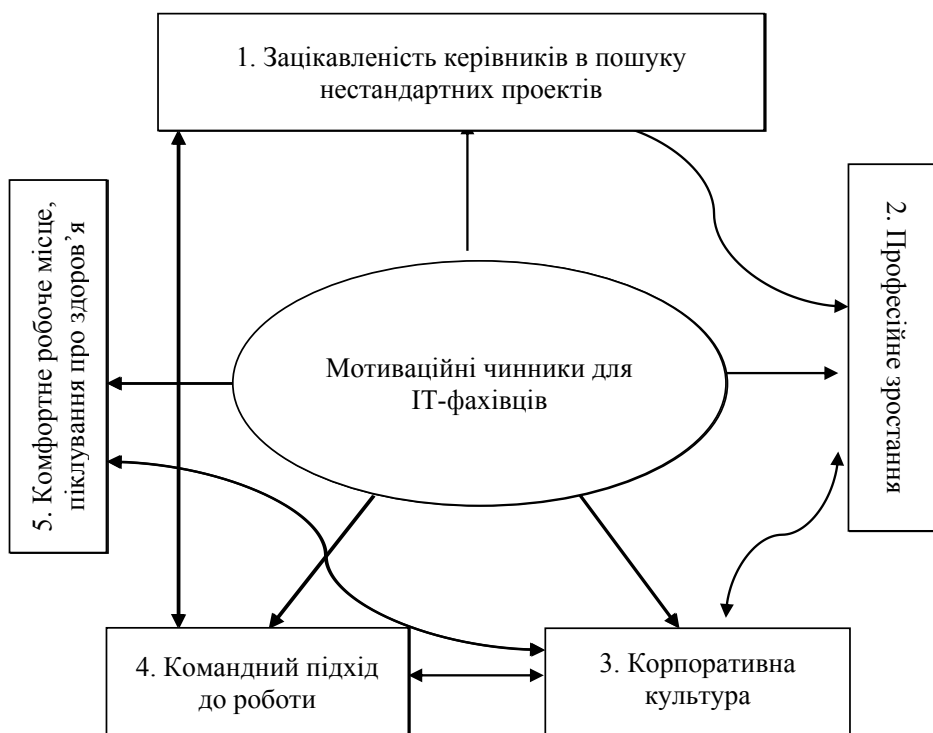 1. Зацікавленість керівників в пошуку
нестандартних проектів
2. Професійне зростання
5. Комфортне робоче місце,
піклування про здоров’я
Мотиваційні чинники для
ІТ-фахівців
4. Командний підхід
до роботи
3. Корпоративна
культура